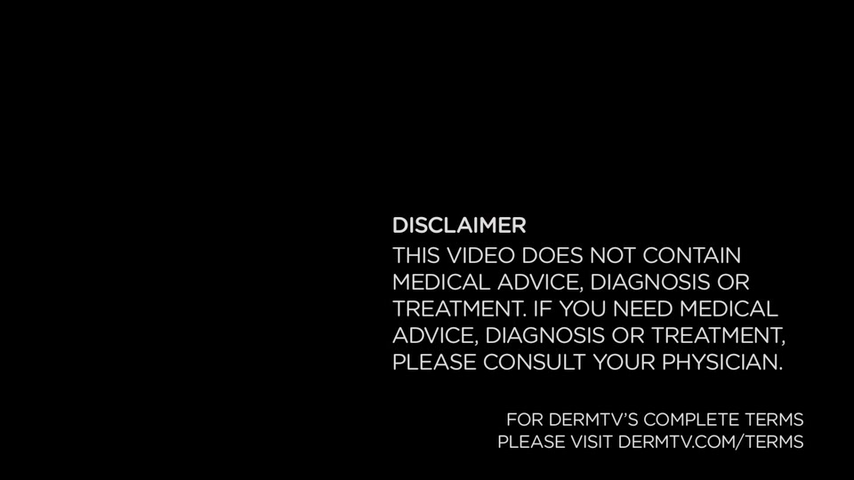 DISCLAIMER
THIS VIDEO DOES NOT CONTAIN
MEDICAL ADVICE, DIAGNOSIS OR
TREATMENT. IF YOU NEED MEDICAL
ADVICE, DIAGNOSIS OR TREATMENT,
PLEASE CONSULT YOUR PHYSICIAN.
FOR DERMTV'S COMPLETE TERMS
PLEASE VISIT DERMTV.COM/TERMS